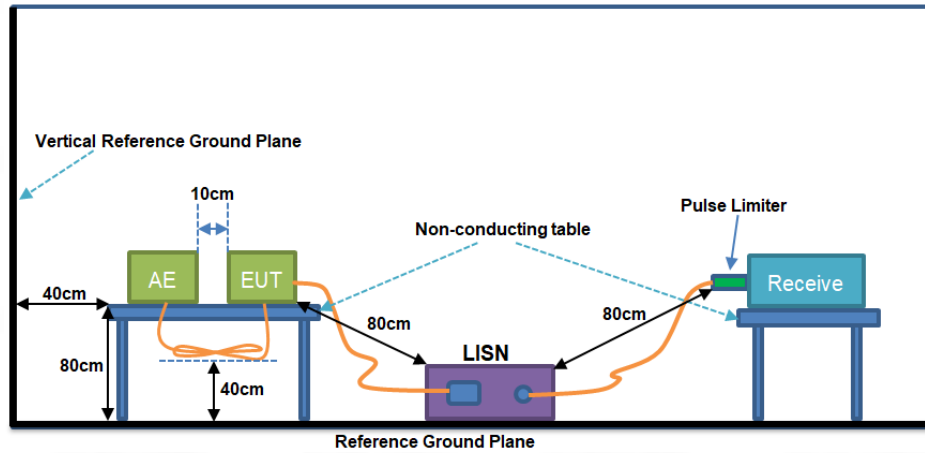 Vertical Reference Ground Plane
10cm
Pulse Limiter
Non-conducting table
AE
EUT
Receive
40cm
80cm
80cm
LISN
80cm
40cm
Reference Ground Plane